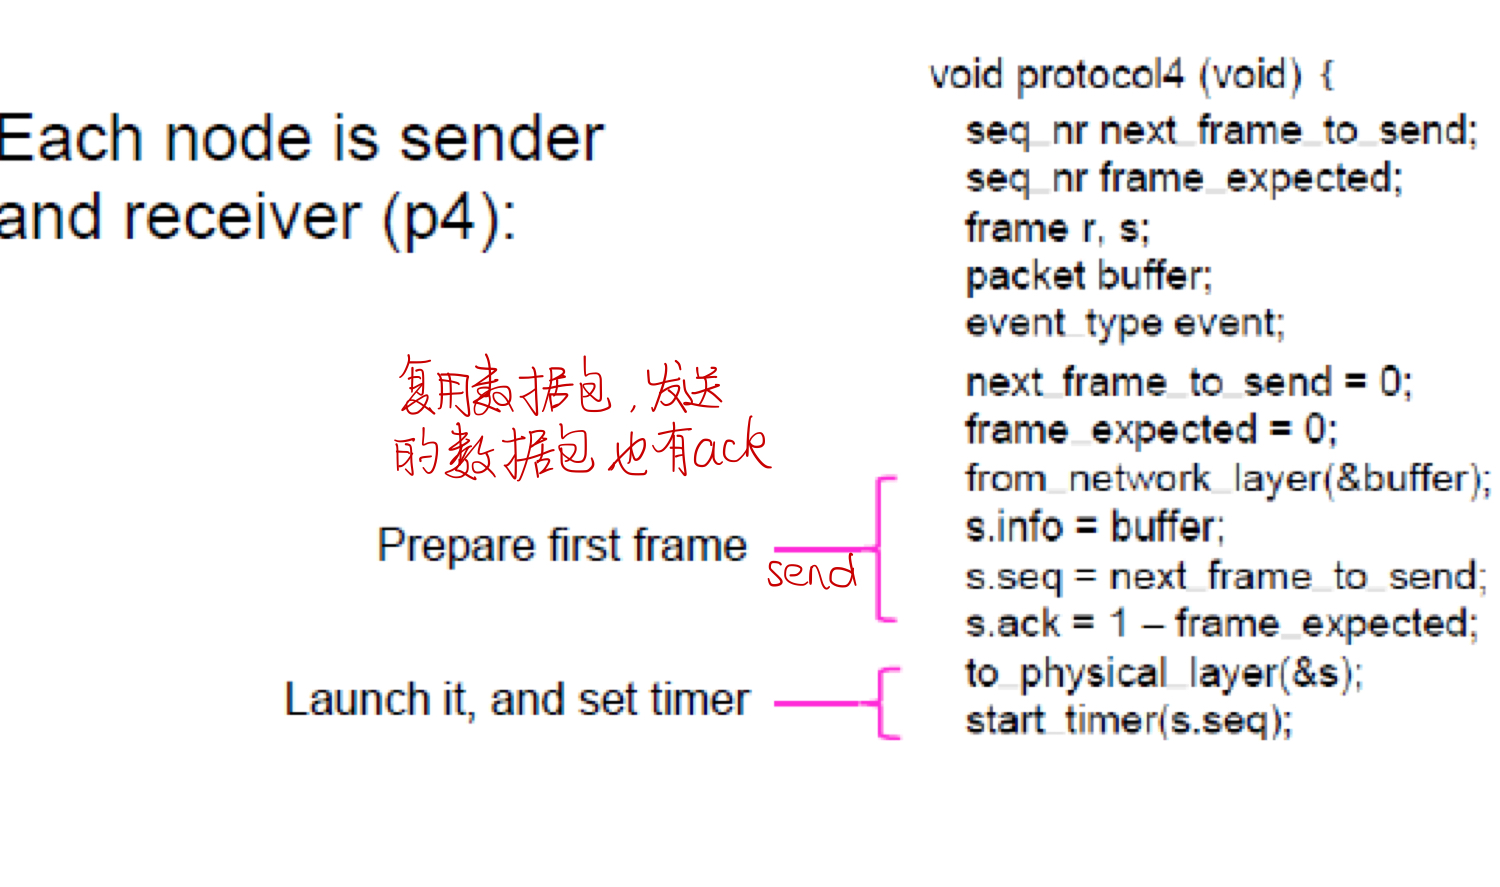 Each node is sender
and receiver (p4):
复用数据包，发送
的数据包也有ack
Prepare first frame
send
Launch it, and set timer
void protocol4 (void) {
seq_nr next_frame_to_send;
seq_nr frame_expected;
frame r, s;
packet buffer;
event_type event;
next_frame_to_send = 0;
frame_expected = 0;
from_network_layer(&buffer);
s.info = buffer;
s.seq = next_frame_to_send;
s.ack = 1 – frame_expected;
to_physical_layer(&s);
start_timer(s.seq);